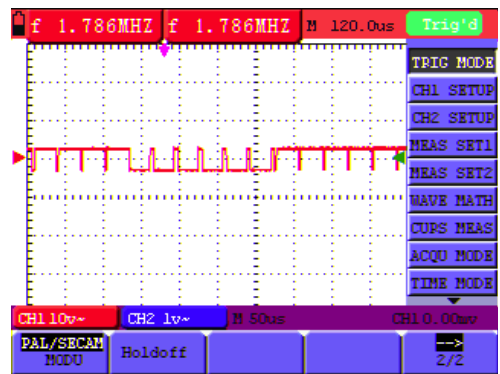 f 1.786MHZ f 1.786MHZ M 120.0us Trig'd
TRIG MODE
CH1 SETUP
CH2 SETUP
MEAS SET1
MEAS SET2
WAVE MATH
CURS MEAS
ACQU MODE
TIME MODE
CH1 10v~ CH2 1v~ M 50us CH1 0.00mv
PAL/SECAM
MODU
Holdoff
-->
2/2